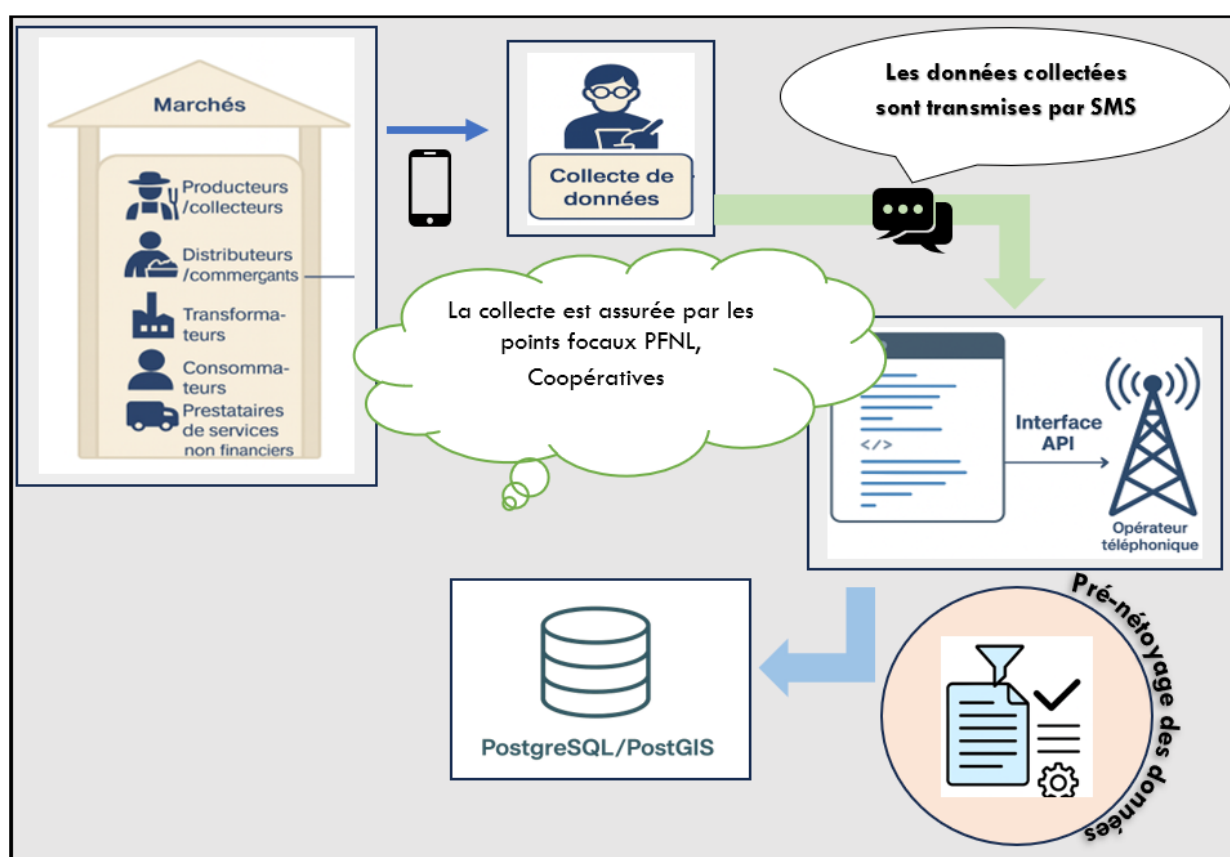 Marchés
Producteurs
/collecteurs
Distributeurs
/commerçants
Transforma-
teurs
Consomma-
teurs
Prestataires
de services
non financiers
Collecte de
données
Les données collectées
sont transmises par SMS
La collecte est assurée par les
points focaux PFNL,
Coopératives
</>
Interface
API
Opérateur
téléphonique
PostgreSQL/PostGIS
Pré-nétoyage des données